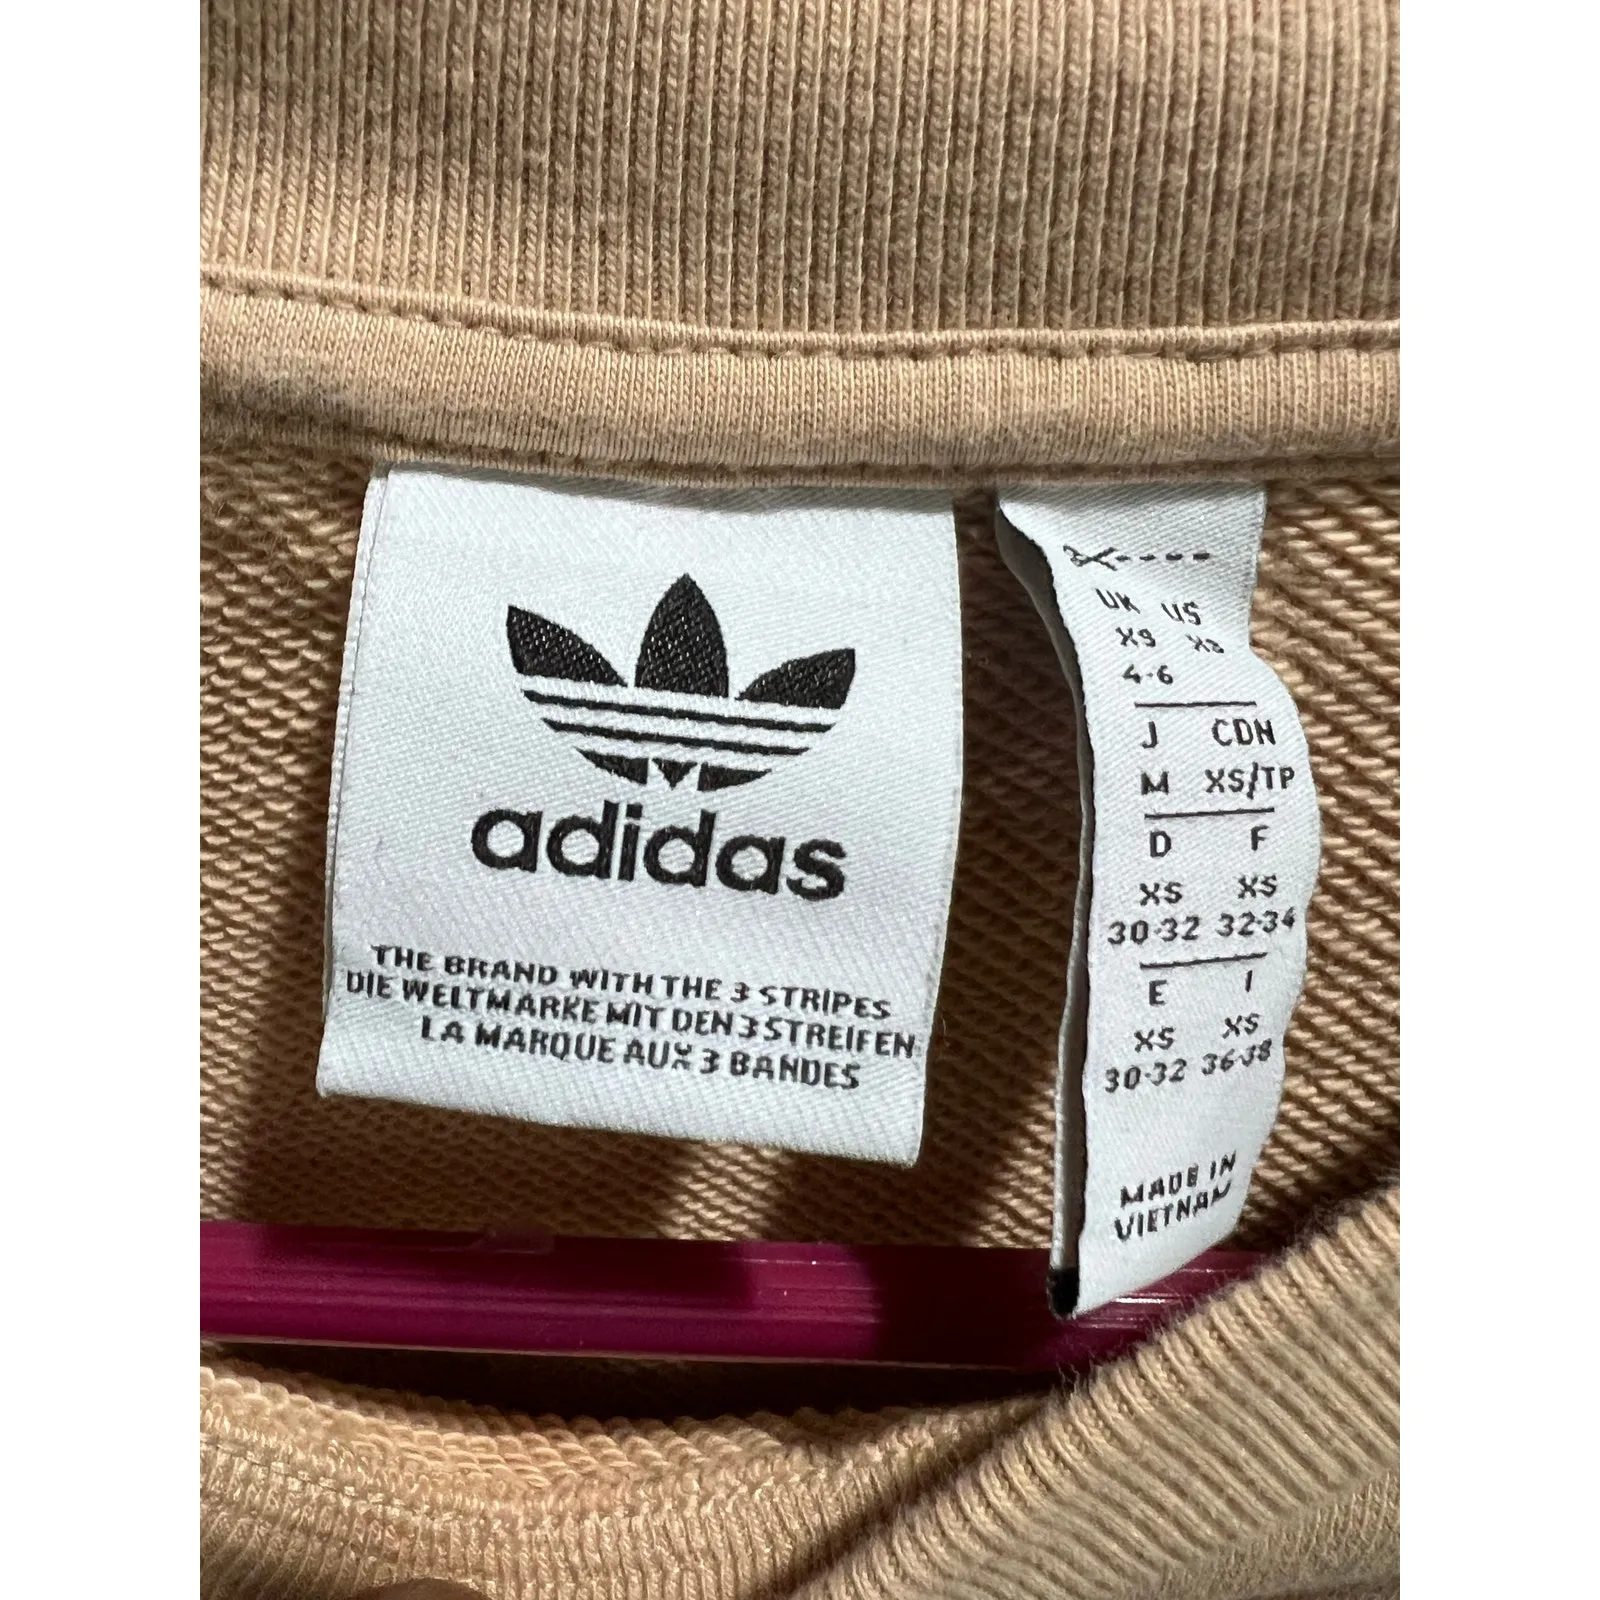 adidas
THE BRAND WITH THE 3 STRIPES
DIE WELTMARKE MIT DEN 3 STREIFEN
LA MARQUE AUX 3 BANDES
UK US
XS XS
4-6
J CDN
M XS/TP
D F
XS XS
30-32 32-34
E I
XS XS
30-32 36-38
MADE IN
VIETNAM